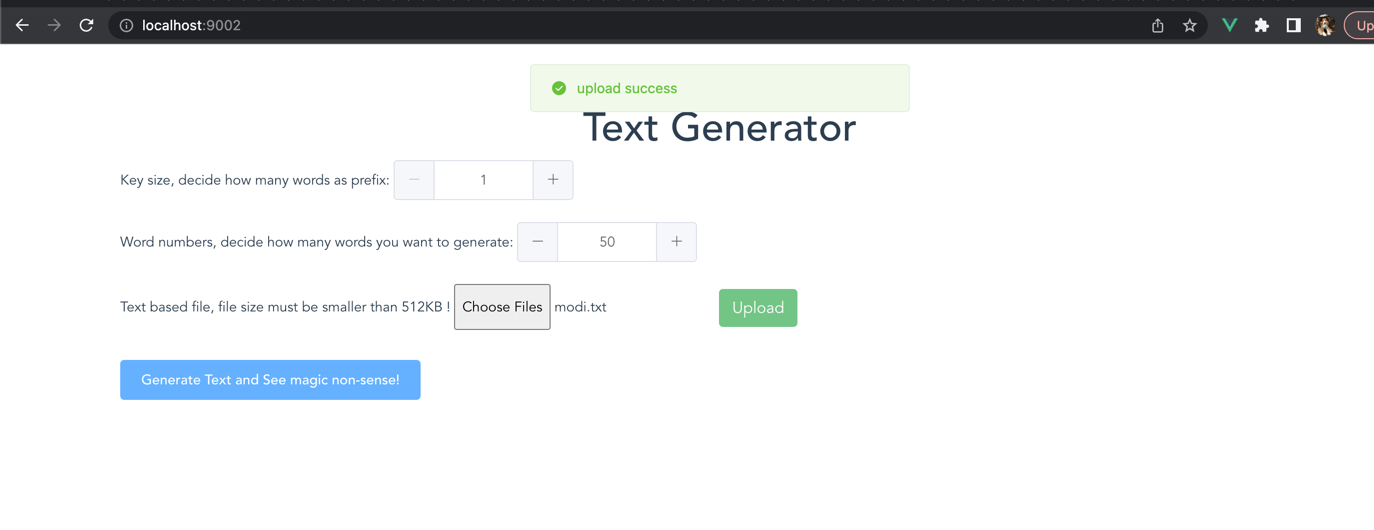 localhost:9002
Up
upload success
Text Generator
Key size, decide how many words as prefix: − 1 +
Word numbers, decide how many words you want to generate: − 50 +
Text based file, file size must be smaller than 512KB ! Choose Files modi.txt Upload
Generate Text and See magic non-sense!